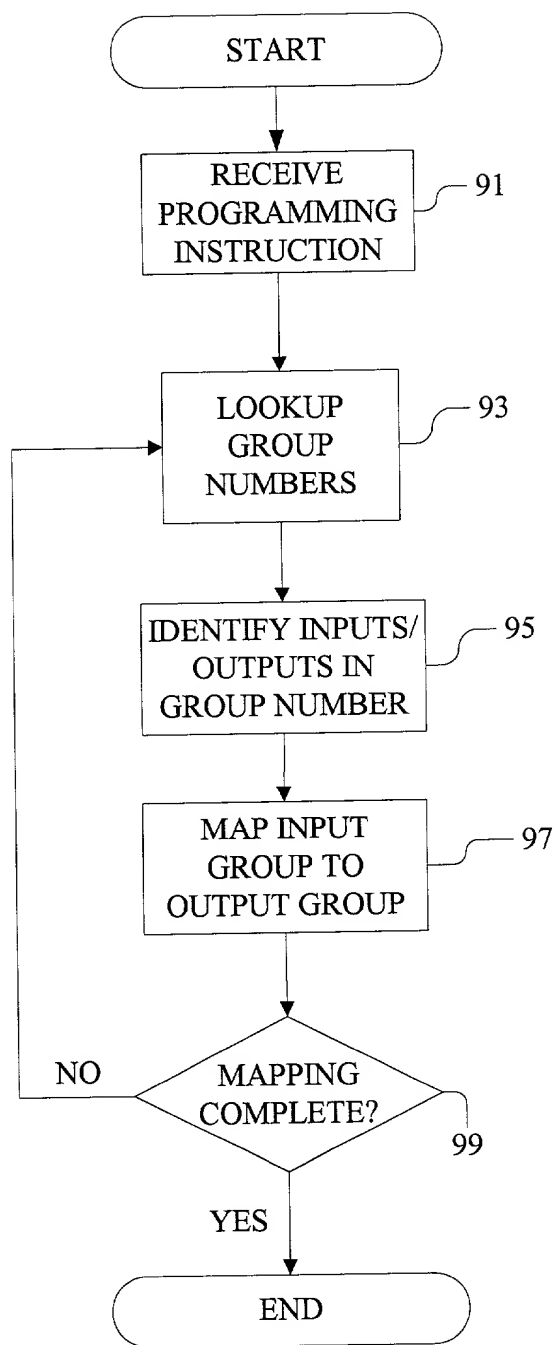 START
RECEIVE
PROGRAMMING
INSTRUCTION
91
LOOKUP
GROUP
NUMBERS
93
IDENTIFY INPUTS/
OUTPUTS IN
GROUP NUMBER
95
MAP INPUT
GROUP TO
OUTPUT GROUP
97
MAPPING
COMPLETE?
99
NO
YES
END